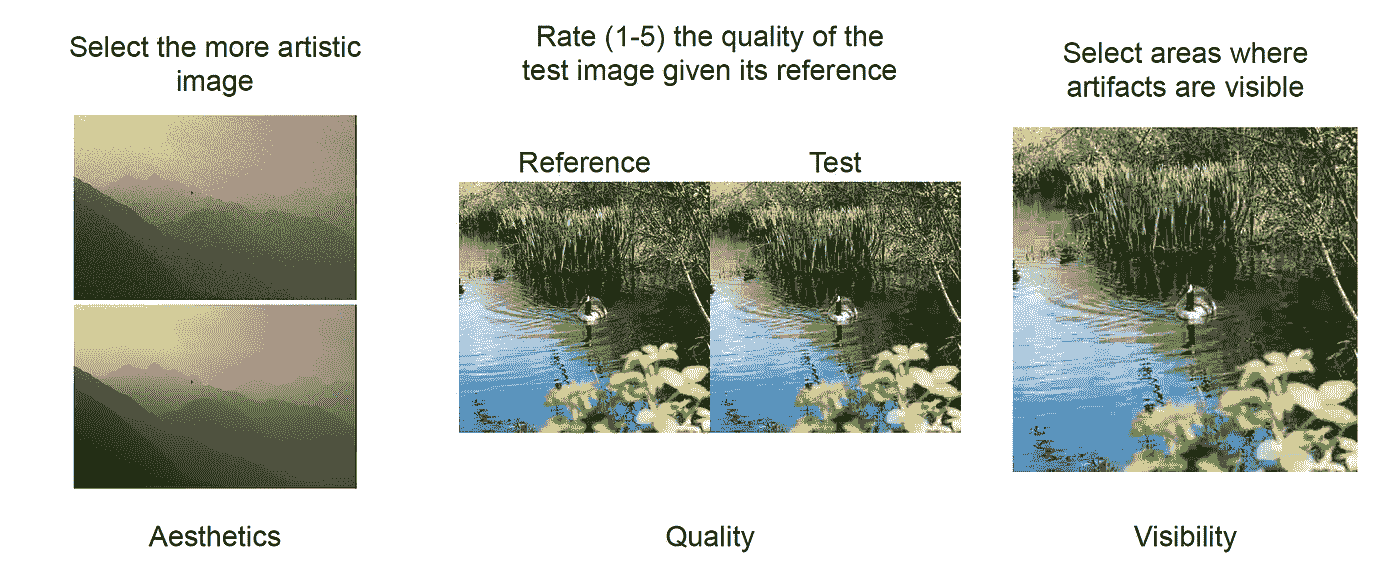 Select the more artistic
image
Rate (1-5) the quality of the
test image given its reference
Select areas where
artifacts are visible
Reference
Test
Aesthetics
Quality
Visibility